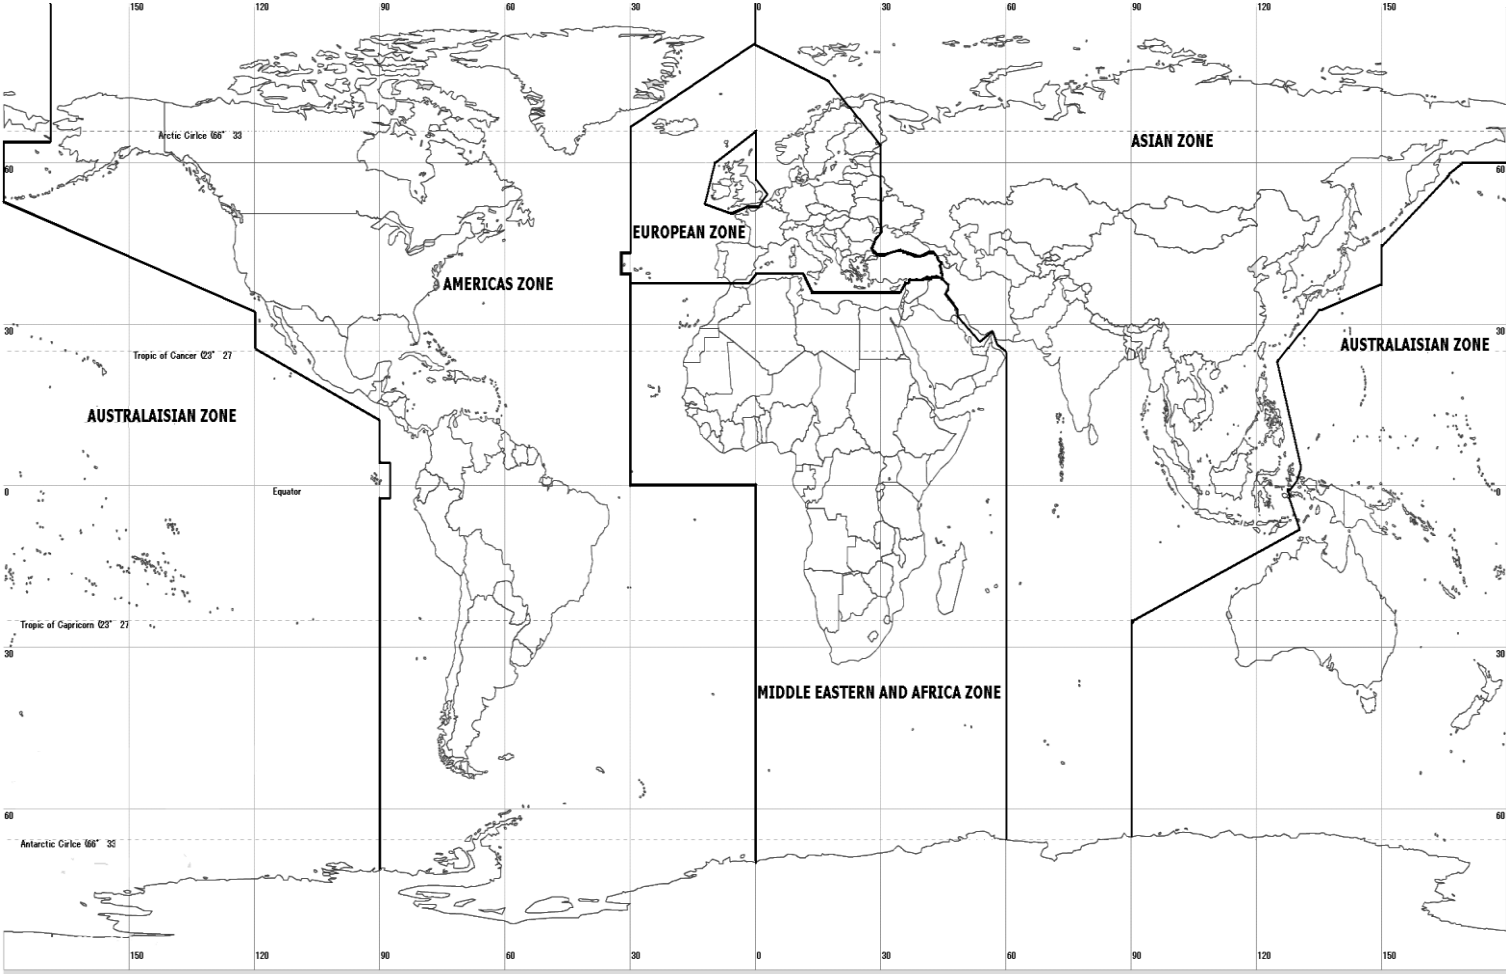 150 120 90 60 30 0 30 60 90 120 150
Arctic Cirlce (66° 33
ASIAN ZONE
60 60
EUROPEAN ZONE
AMERICAS ZONE
30 30
AUSTRALAISIAN ZONE
Tropic of Cancer (23° 27
AUSTRALAISIAN ZONE
0 Equator 0
Tropic of Capricorn (23° 27
30 30
MIDDLE EASTERN AND AFRICA ZONE
60 60
Antarctic Cirlce (66° 33
150 120 90 60 30 0 30 60 90 120 150